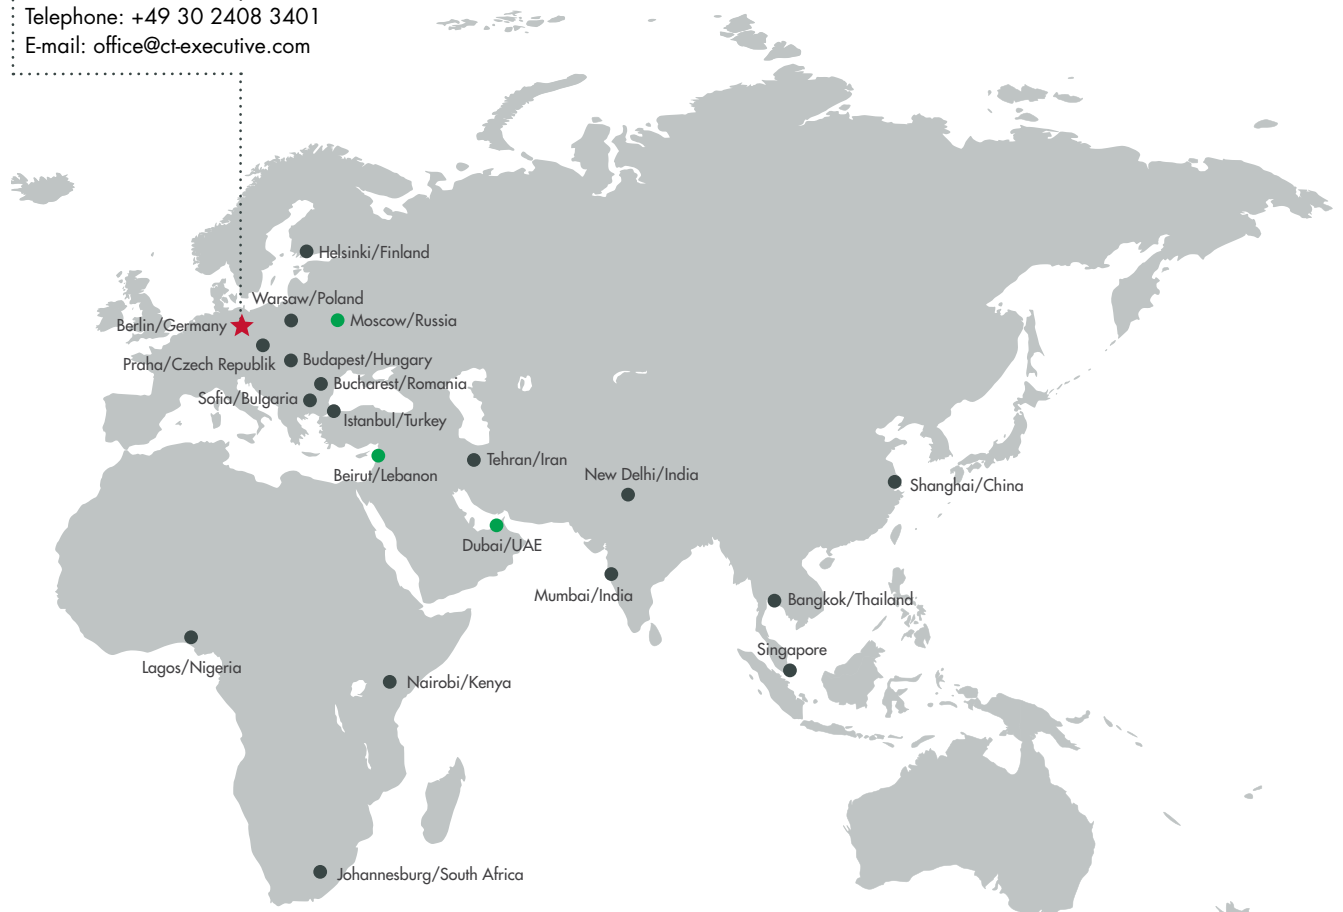 Telephone: +49 30 2408 3401
E-mail: office@ct-executive.com
Helsinki/Finland
Warsaw/Poland
Berlin/Germany
Moscow/Russia
Praha/Czech Republik
Budapest/Hungary
Bucharest/Romania
Sofia/Bulgaria
Istanbul/Turkey
Tehran/Iran
Beirut/Lebanon
New Delhi/India
Shanghai/China
Dubai/UAE
Mumbai/India
Bangkok/Thailand
Singapore
Lagos/Nigeria
Nairobi/Kenya
Johannesburg/South Africa